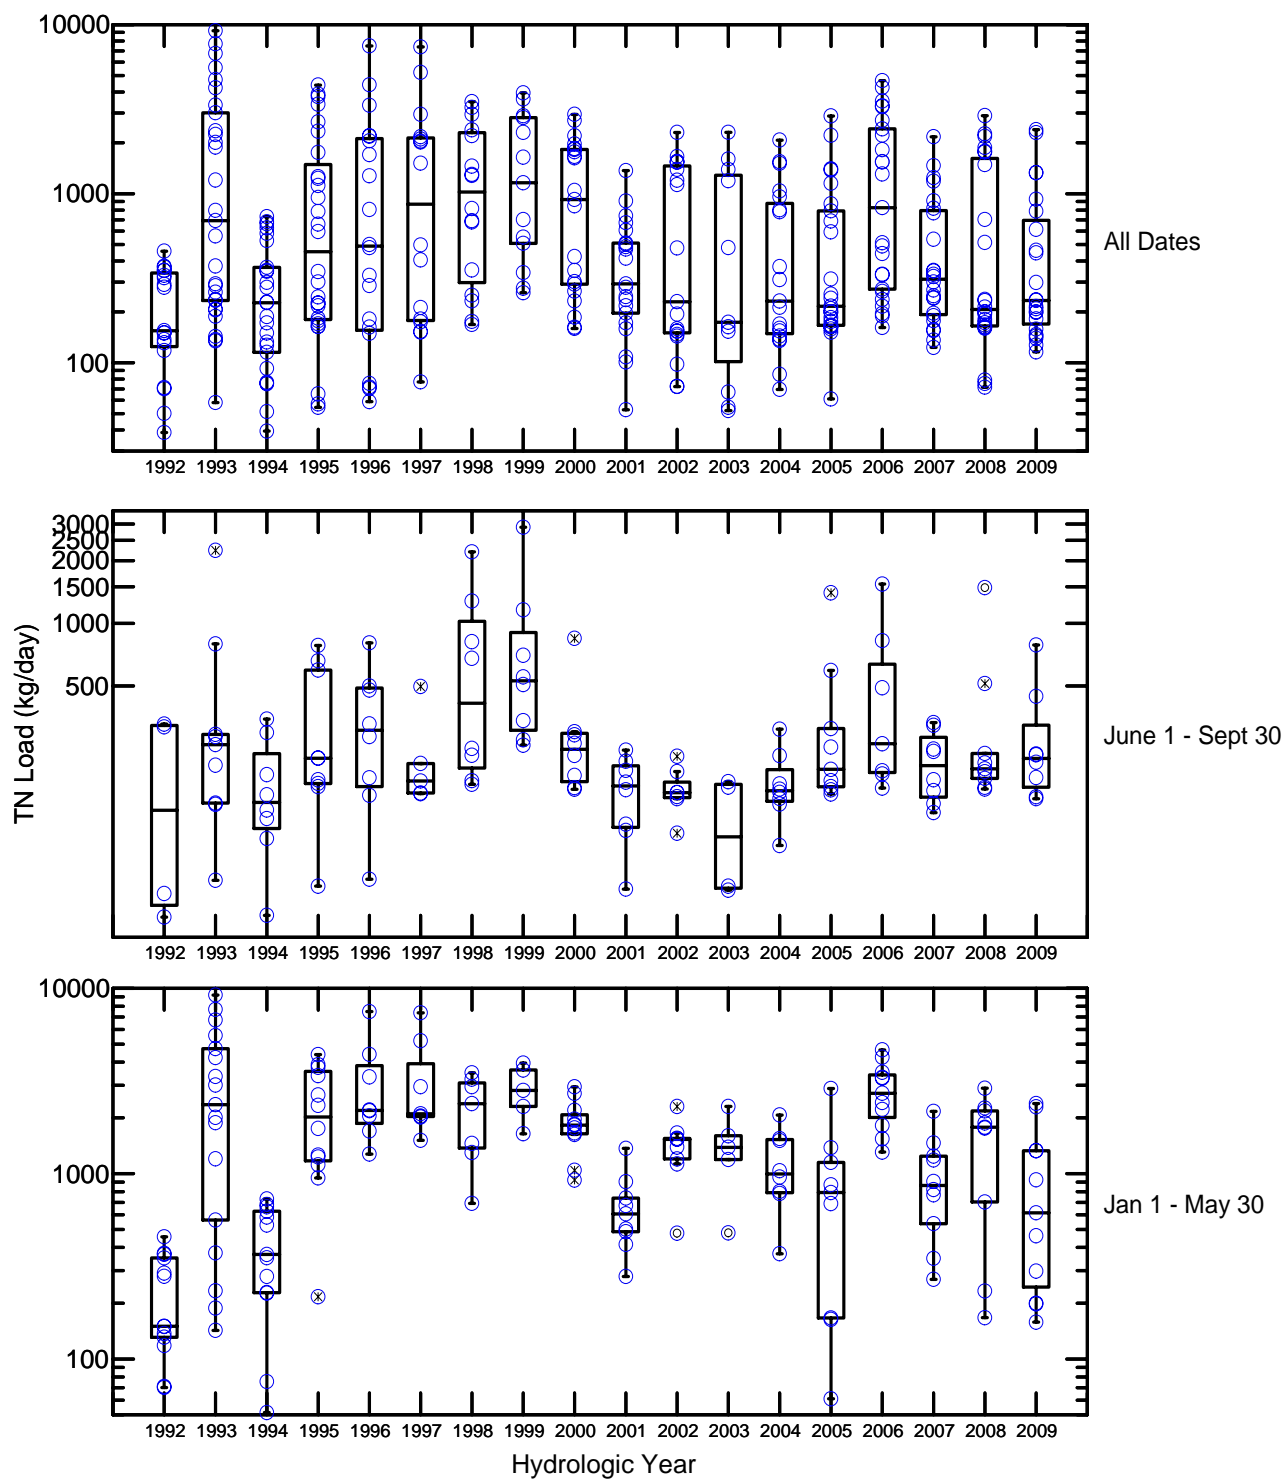 10000
1000
100
All Dates
1992 1993 1994 1995 1996 1997 1998 1999 2000 2001 2002 2003 2004 2005 2006 2007 2008 2009
TN Load (kg/day)
3000
2500
2000
1500
1000
500
June 1 - Sept 30
1992 1993 1994 1995 1996 1997 1998 1999 2000 2001 2002 2003 2004 2005 2006 2007 2008 2009
10000
1000
100
Jan 1 - May 30
1992 1993 1994 1995 1996 1997 1998 1999 2000 2001 2002 2003 2004 2005 2006 2007 2008 2009
Hydrologic Year